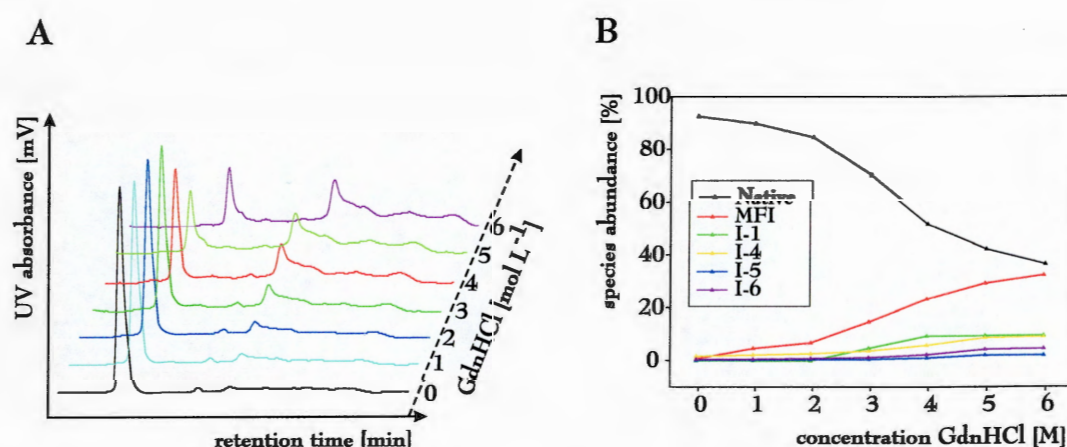 A
UV absorbance [mV]
retention time [min]
0
1
2
3
4
5
6
GdnHCl [mol L-1]
B
species abundance [%]
100
80
60
40
20
0
Native
MFI
I-1
I-4
I-5
I-6
0 1 2 3 4 5 6
concentration GdnHCl [M]